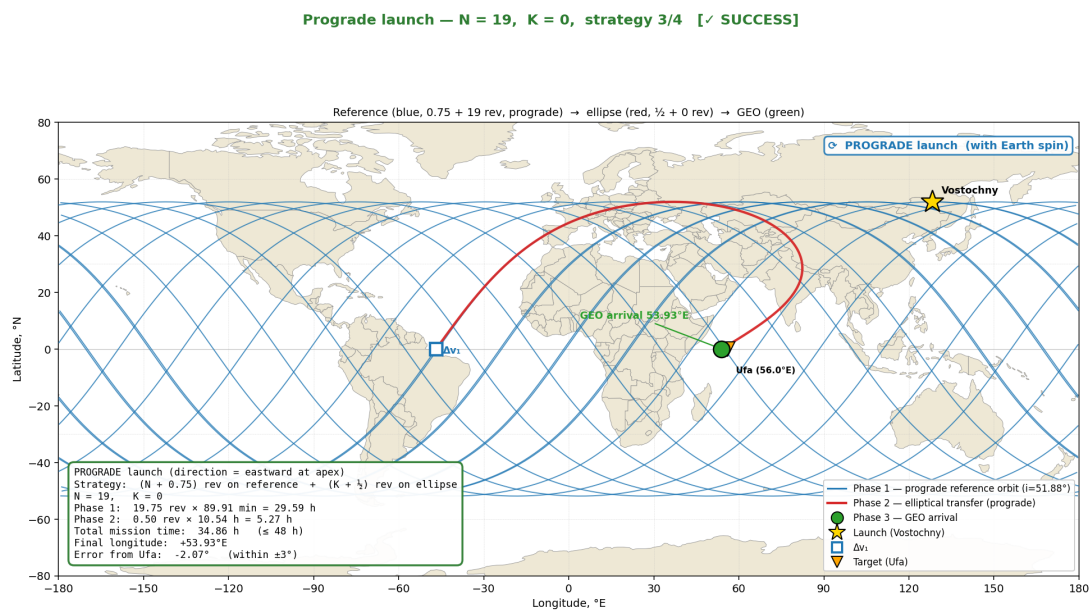 Prograde launch — N = 19, K = 0, strategy 3/4 [✓ SUCCESS]
Reference (blue, 0.75 + 19 rev, prograde) → ellipse (red, ½ + 0 rev) → GEO (green)
80
60
40
20
0
−20
−40
−60
−80
Latitude, °N
⟳ PROGRADE launch (with Earth spin)
Vostochny
GEO arrival 53.93°E
Δv₁
Ufa (56.0°E)
PROGRADE launch (direction = eastward at apex)
Strategy: (N + 0.75) rev on reference + (K + ½) rev on ellipse
N = 19, K = 0
Phase 1: 19.75 rev × 89.91 min = 29.59 h
Phase 2: 0.50 rev × 10.54 h = 5.27 h
Total mission time: 34.86 h (≤ 48 h)
Final longitude: +53.93°E
Error from Ufa: -2.07° (within ±3°)
Phase 1 — prograde reference orbit (i=51.88°)
Phase 2 — elliptical transfer (prograde)
Phase 3 — GEO arrival
Launch (Vostochny)
Δv₁
Target (Ufa)
−180 −150 −120 −90 −60 −30 0 30 60 90 120 150 180
Longitude, °E